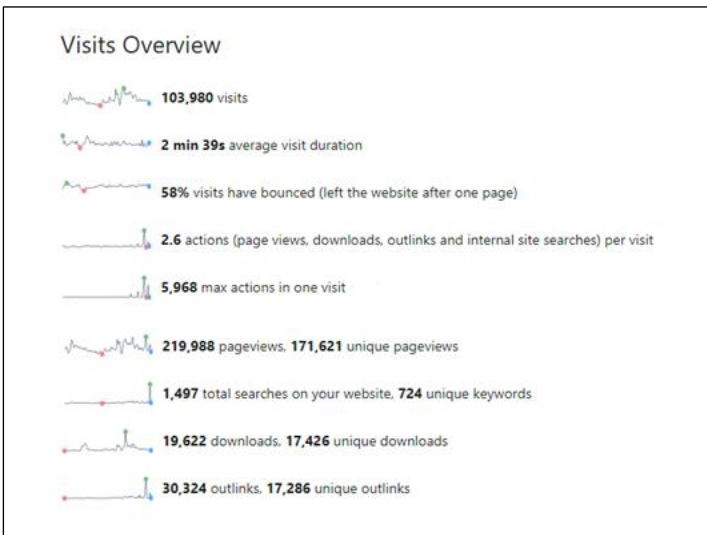 Visits Overview
103,980 visits
2 min 39s average visit duration
58% visits have bounced (left the website after one page)
2.6 actions (page views, downloads, outlinks and internal site searches) per visit
5,968 max actions in one visit
219,988 pageviews, 171,621 unique pageviews
1,497 total searches on your website, 724 unique keywords
19,622 downloads, 17,426 unique downloads
30,324 outlinks, 17,286 unique outlinks